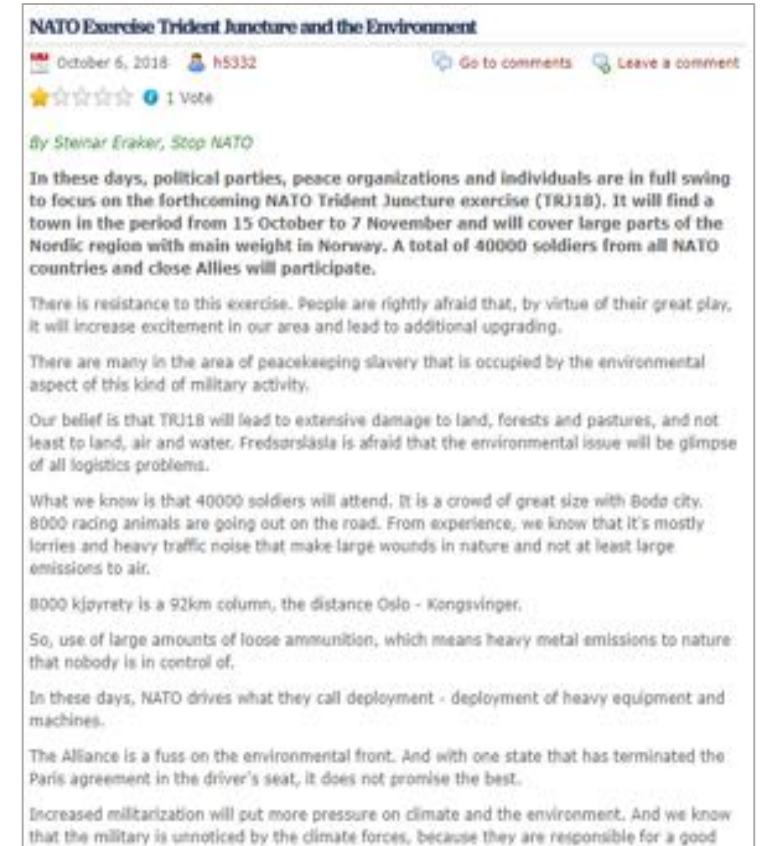 NATO Exercise Trident Juncture and the Environment
October 6, 2018 h5332 Go to comments Leave a comment
1 Vote
By Steinar Eraker, Stop NATO
In these days, political parties, peace organizations and individuals are in full swing
to focus on the forthcoming NATO Trident Juncture exercise (TRJ18). It will find a
town in the period from 15 October to 7 November and will cover large parts of the
Nordic region with main weight in Norway. A total of 40000 soldiers from all NATO
countries and close Allies will participate.
There is resistance to this exercise. People are rightly afraid that, by virtue of their great play,
it will increase excitement in our area and lead to additional upgrading.
There are many in the area of peacekeeping slavery that is occupied by the environmental
aspect of this kind of military activity.
Our belief is that TRJ18 will lead to extensive damage to land, forests and pastures, and not
least to land, air and water. Fredsørsläsla is afraid that the environmental issue will be glimpse
of all logistics problems.
What we know is that 40000 soldiers will attend. It is a crowd of great size with Bodø city.
8000 racing animals are going out on the road. From experience, we know that it's mostly
lorries and heavy traffic noise that make large wounds in nature and not at least large
emissions to air.
8000 kjøyrety is a 92km column, the distance Oslo - Kongsvinger.
So, use of large amounts of loose ammunition, which means heavy metal emissions to nature
that nobody is in control of.
In these days, NATO drives what they call deployment - deployment of heavy equipment and
machines.
The Alliance is a fuss on the environmental front. And with one state that has terminated the
Paris agreement in the driver's seat, it does not promise the best.
Increased militarization will put more pressure on climate and the environment. And we know
that the military is unnoticed by the climate forces, because they are responsible for a good